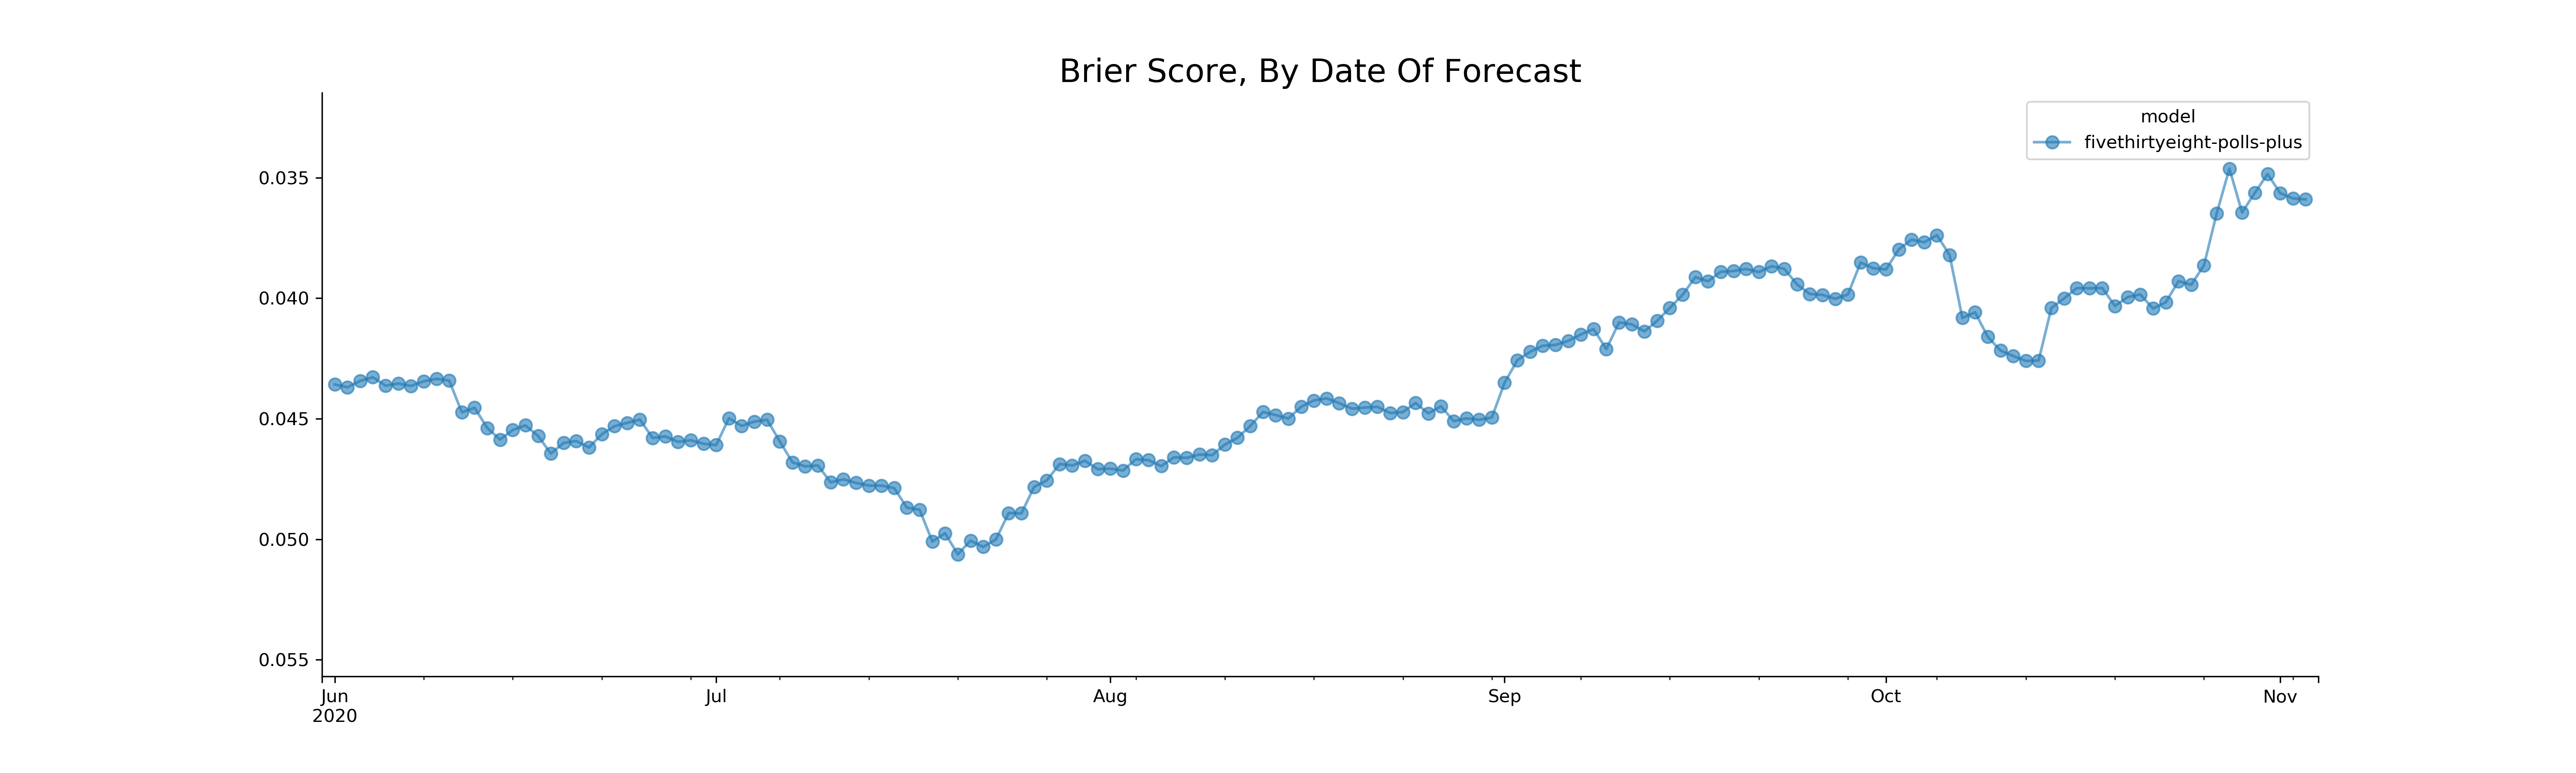 Brier Score, By Date Of Forecast
model
fivethirtyeight-polls-plus
0.035
0.040
0.045
0.050
0.055
Jun Jul Aug Sep Oct Nov
2020